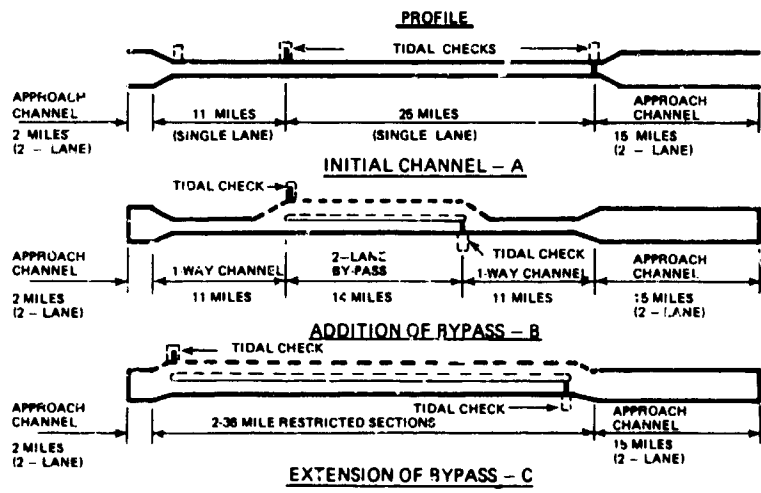 PROFILE
TIDAL CHECKS
APPROACH
CHANNEL
2 MILES
(2 – LANE)
11 MILES
(SINGLE LANE)
25 MILES
(SINGLE LANE)
APPROACH
CHANNEL
15 MILES
(2 – LANE)
INITIAL CHANNEL – A
TIDAL CHECK
APPROACH
CHANNEL
2 MILES
(2 – LANE)
1-WAY CHANNEL
11 MILES
2-LANE
BY-PASS
14 MILES
TIDAL CHECK
1-WAY CHANNEL
11 MILES
APPROACH
CHANNEL
15 MILES
(2 – LANE)
ADDITION OF BYPASS – B
TIDAL CHECK
APPROACH
CHANNEL
2 MILES
(2 – LANE)
2-36 MILE RESTRICTED SECTIONS
TIDAL CHECK
APPROACH
CHANNEL
15 MILES
(2 – LANE)
EXTENSION OF BYPASS – C